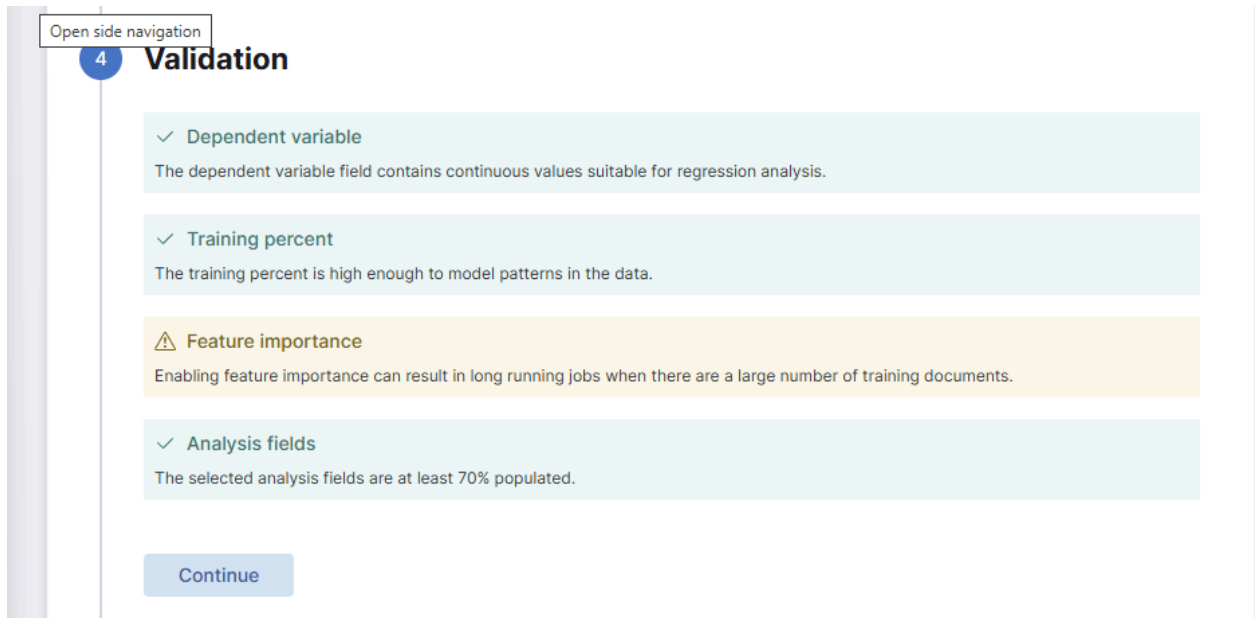 Open side navigation
4 Validation
Dependent variable
The dependent variable field contains continuous values suitable for regression analysis.
Training percent
The training percent is high enough to model patterns in the data.
Feature importance
Enabling feature importance can result in long running jobs when there are a large number of training documents.
Analysis fields
The selected analysis fields are at least 70% populated.
Continue